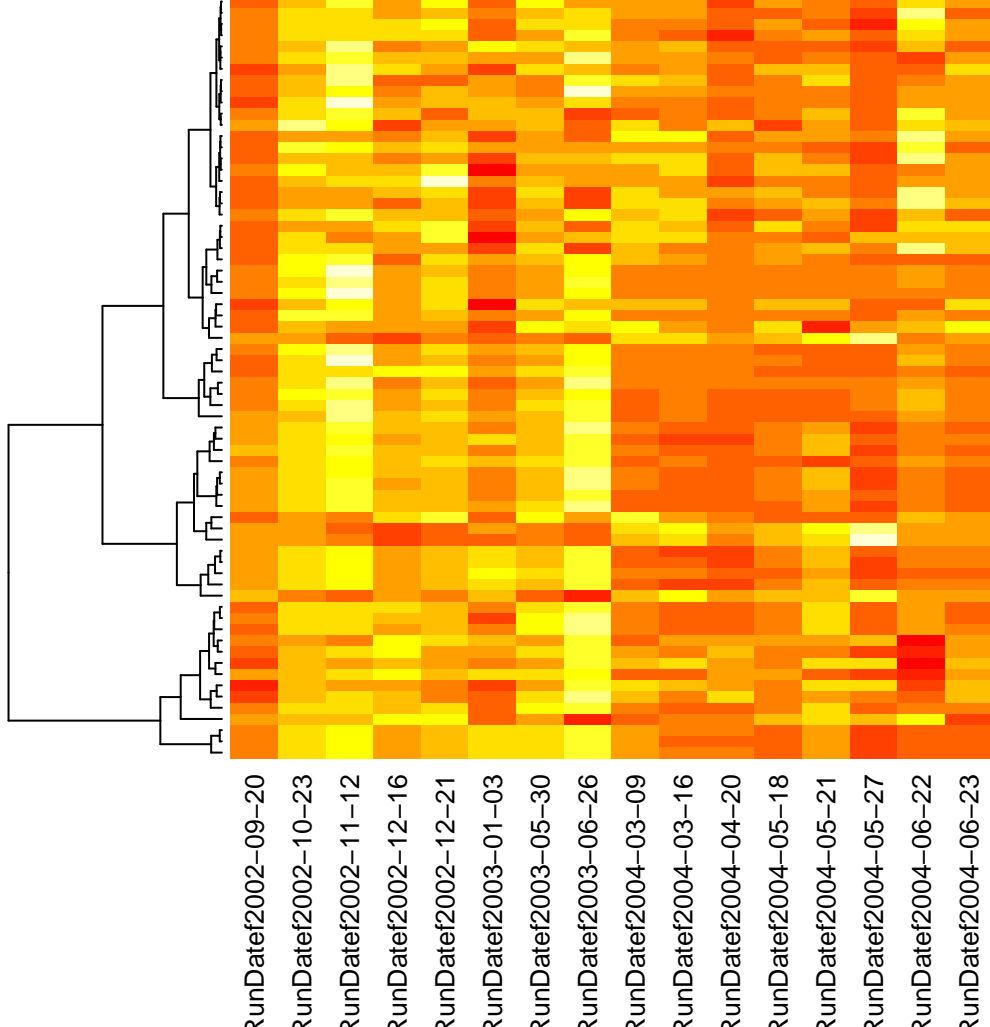 RunDatef2002−09−20
RunDatef2002−10−23
RunDatef2002−11−12
RunDatef2002−12−16
RunDatef2002−12−21
RunDatef2003−01−03
RunDatef2003−05−30
RunDatef2003−06−26
RunDatef2004−03−09
RunDatef2004−03−16
RunDatef2004−04−20
RunDatef2004−05−18
RunDatef2004−05−21
RunDatef2004−05−27
RunDatef2004−06−22
RunDatef2004−06−23